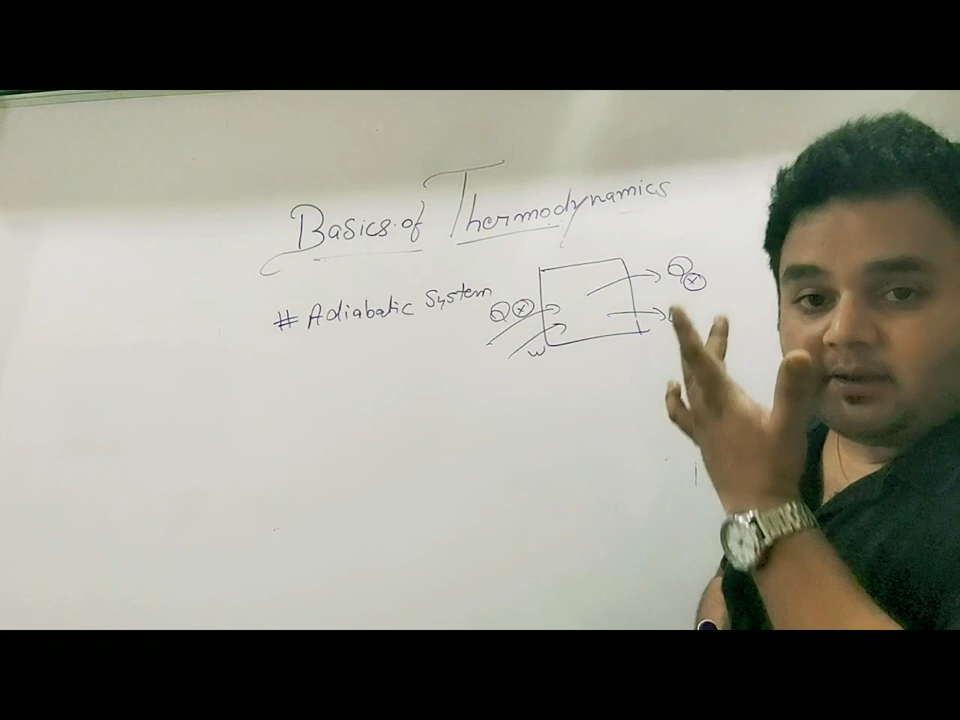 Basics of Thermodynamics
# Adiabatic System
Q X
Q X
W